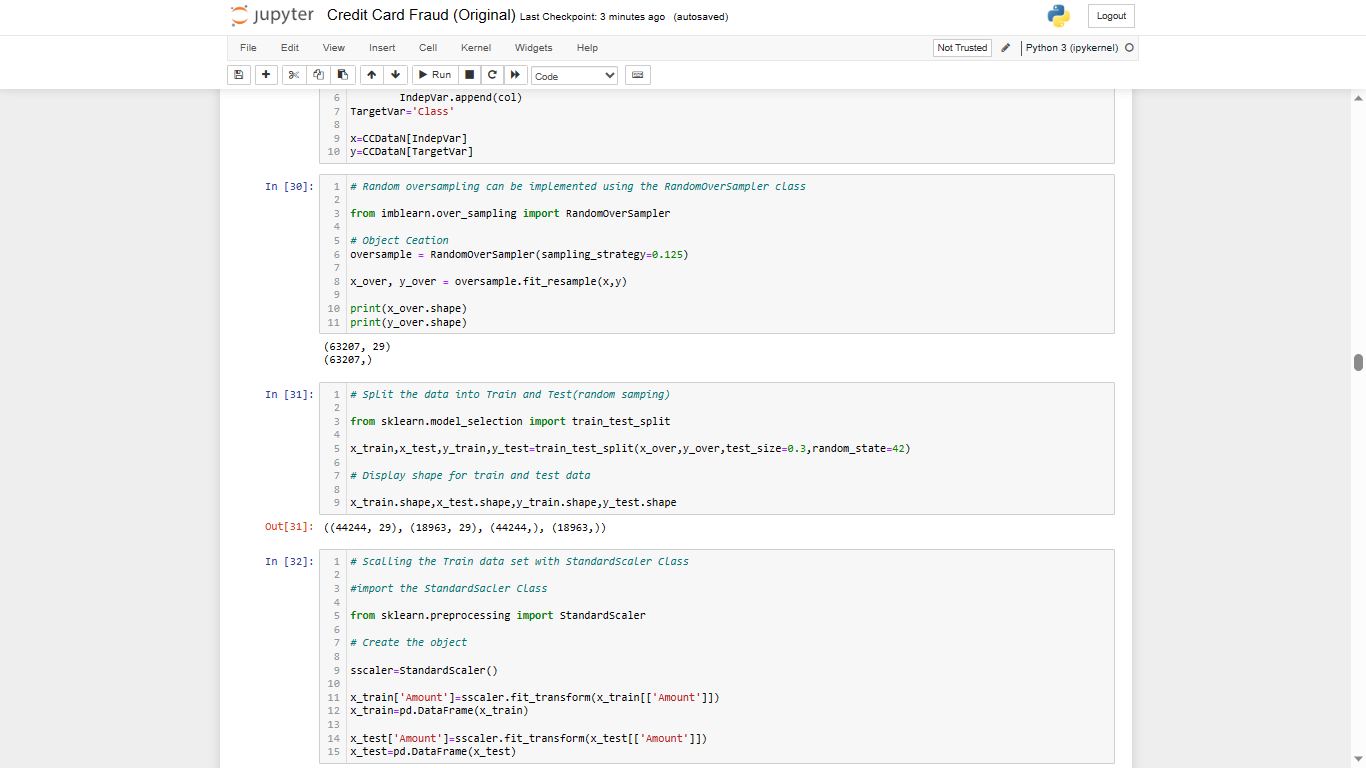 jupyter Credit Card Fraud (Original) Last Checkpoint: 3 minutes ago (autosaved) Logout
File Edit View Insert Cell Kernel Widgets Help Not Trusted Python 3 (ipykernel)
Run Code
6 IndepVar.append(col)
7 TargetVar='Class'
8
9 x=CCDataN[IndepVar]
10 y=CCDataN[TargetVar]
In [30]:
1 # Random oversampling can be implemented using the RandomOverSampler class
2
3 from imblearn.over_sampling import RandomOverSampler
4
5 # Object Ceation
6 oversample = RandomOverSampler(sampling_strategy=0.125)
7
8 x_over, y_over = oversample.fit_resample(x,y)
9
10 print(x_over.shape)
11 print(y_over.shape)
(63207, 29)
(63207,)
In [31]:
1 # Split the data into Train and Test(random samping)
2
3 from sklearn.model_selection import train_test_split
4
5 x_train,x_test,y_train,y_test=train_test_split(x_over,y_over,test_size=0.3,random_state=42)
6
7 # Display shape for train and test data
8
9 x_train.shape,x_test.shape,y_train.shape,y_test.shape
Out[31]: ((44244, 29), (18963, 29), (44244,), (18963,))
In [32]:
1 # Scalling the Train data set with StandardScaler Class
2
3 #import the StandardSacler Class
4
5 from sklearn.preprocessing import StandardScaler
6
7 # Create the object
8
9 sscaler=StandardScaler()
10
11 x_train['Amount']=sscaler.fit_transform(x_train[['Amount']])
12 x_train=pd.DataFrame(x_train)
13
14 x_test['Amount']=sscaler.fit_transform(x_test[['Amount']])
15 x_test=pd.DataFrame(x_test)